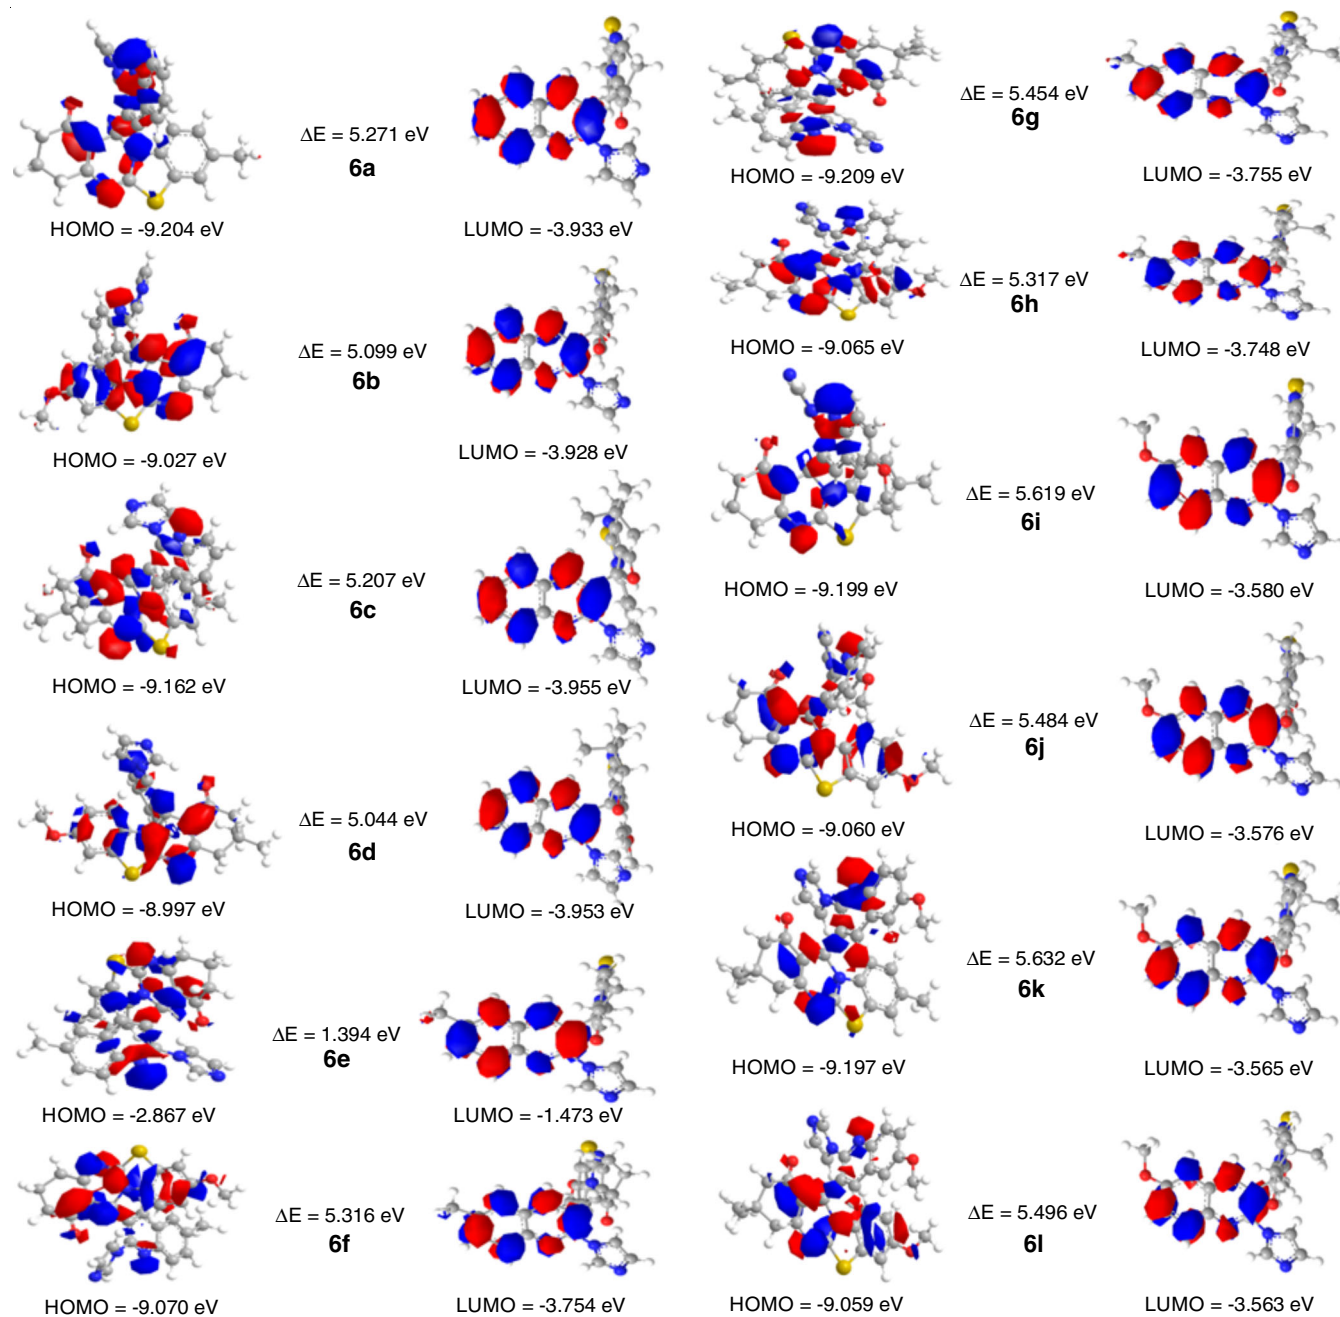 ΔE = 5.271 eV
6a
HOMO = -9.204 eV
LUMO = -3.933 eV
ΔE = 5.099 eV
6b
HOMO = -9.027 eV
LUMO = -3.928 eV
ΔE = 5.207 eV
6c
HOMO = -9.162 eV
LUMO = -3.955 eV
ΔE = 5.044 eV
6d
HOMO = -8.997 eV
LUMO = -3.953 eV
ΔE = 1.394 eV
6e
HOMO = -2.867 eV
LUMO = -1.473 eV
ΔE = 5.316 eV
6f
HOMO = -9.070 eV
LUMO = -3.754 eV
ΔE = 5.454 eV
6g
HOMO = -9.209 eV
LUMO = -3.755 eV
ΔE = 5.317 eV
6h
HOMO = -9.065 eV
LUMO = -3.748 eV
ΔE = 5.619 eV
6i
HOMO = -9.199 eV
LUMO = -3.580 eV
ΔE = 5.484 eV
6j
HOMO = -9.060 eV
LUMO = -3.576 eV
ΔE = 5.632 eV
6k
HOMO = -9.197 eV
LUMO = -3.565 eV
ΔE = 5.496 eV
6l
HOMO = -9.059 eV
LUMO = -3.563 eV